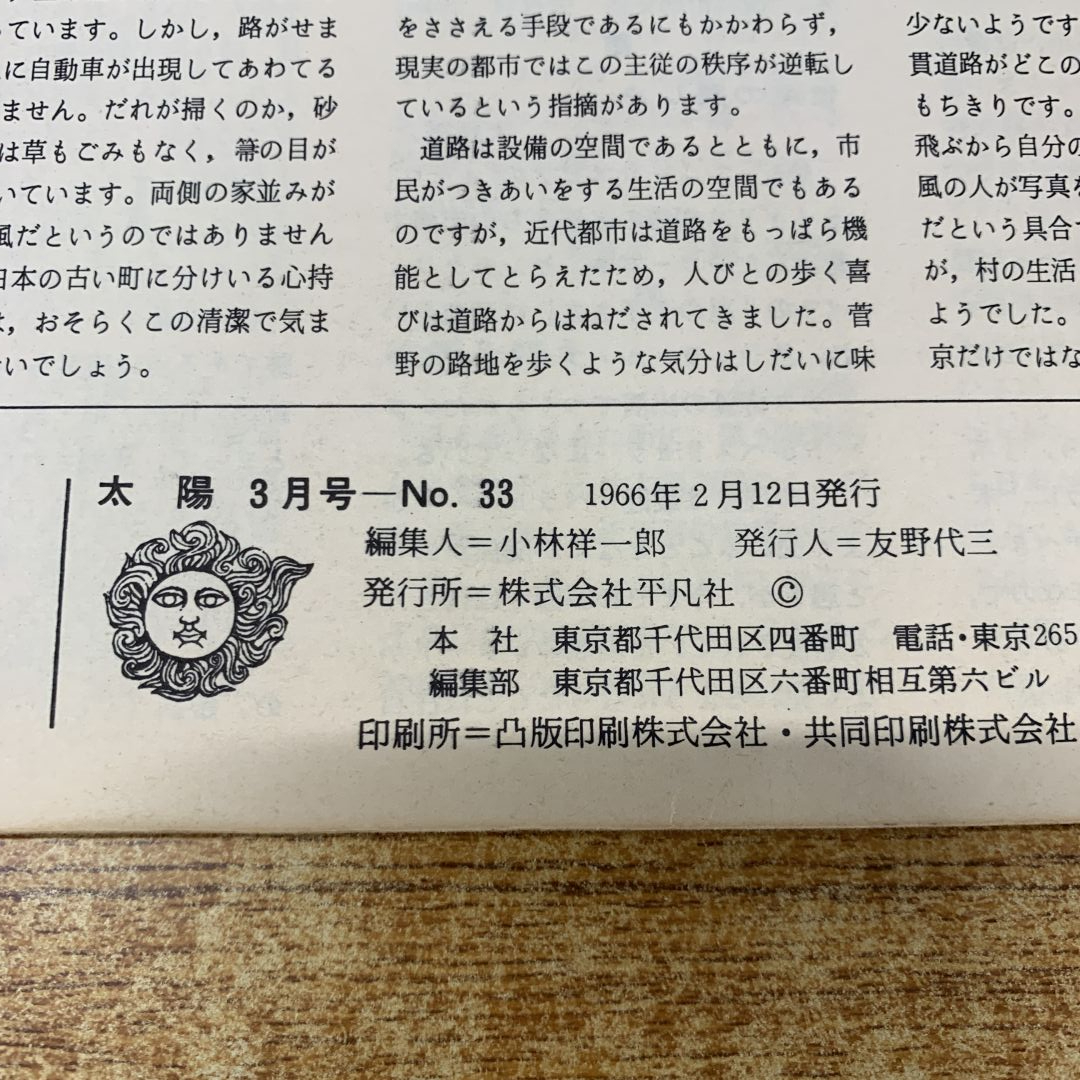 っています。しかし，路がせま
に自動車が出現してあわてる
ません。だれが掃くのか，砂
は草もごみもなく，箒の目が
いています。両側の家並みが
風だというのではありません
日本の古い町に分けいる心持
は，おそらくこの清潔で気ま
いでしょう。
をささえる手段であるにもかかわらず，
現実の都市ではこの主従の秩序が逆転し
ているという指摘があります。
道路は設備の空間であるとともに，市
民がつきあいをする生活の空間でもある
のですが，近代都市は道路をもっぱら機
能としてとらえたため，人びとの歩く喜
びは道路からはねだされてきました。菅
野の路地を歩くような気分はしだいに味
少ないようです
貫道路がどこの
もちきりです。
飛ぶから自分の
風の人が写真を
だという具合で
が，村の生活
ようでした。
京だけではな
太陽 3月号—No. 33 1966年2月12日発行
編集人＝小林祥一郎 発行人＝友野代三
発行所＝株式会社平凡社 ©
本社 東京都千代田区四番町 電話・東京265
編集部 東京都千代田区六番町相互第六ビル
印刷所＝凸版印刷株式会社・共同印刷株式会社